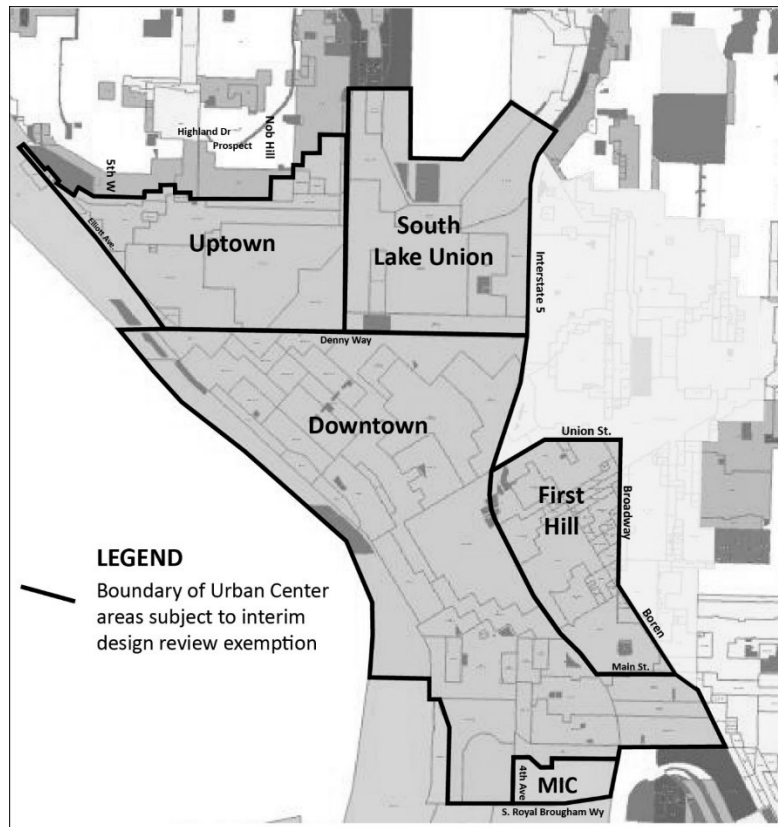 Highland Dr
Prospect
Nob Hill
5th W
Elliott Ave.
Uptown
South
Lake Union
Interstate 5
Denny Way
Downtown
Union St.
First
Hill
Broadway
Boren
Main St.
LEGEND
Boundary of Urban Center
areas subject to interim
design review exemption
4th Ave
MIC
S. Royal Brougham Wy